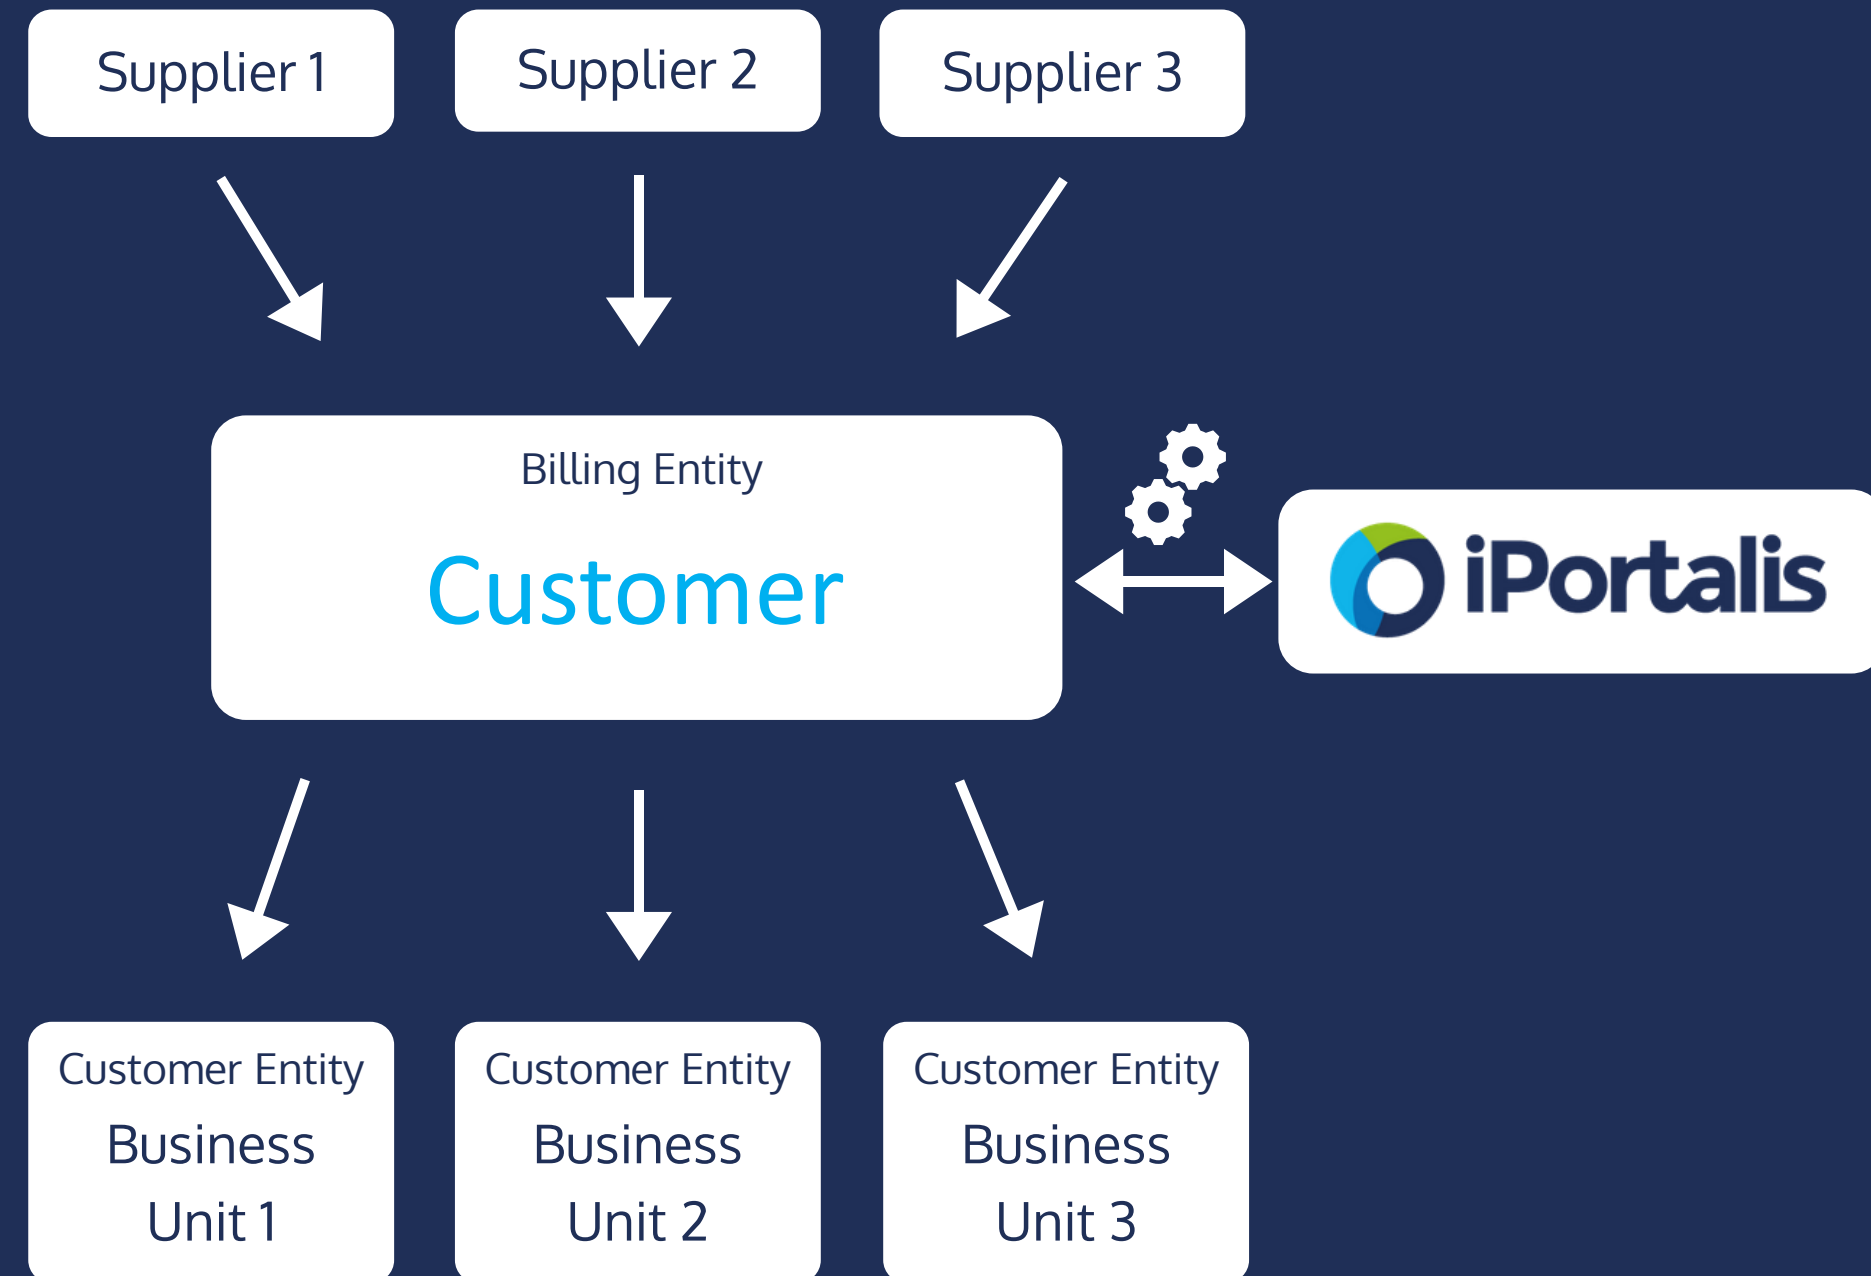 Supplier 1
Supplier 2
Supplier 3
Billing Entity
Customer
iPortalis
Customer Entity
Business
Unit 1
Customer Entity
Business
Unit 2
Customer Entity
Business
Unit 3